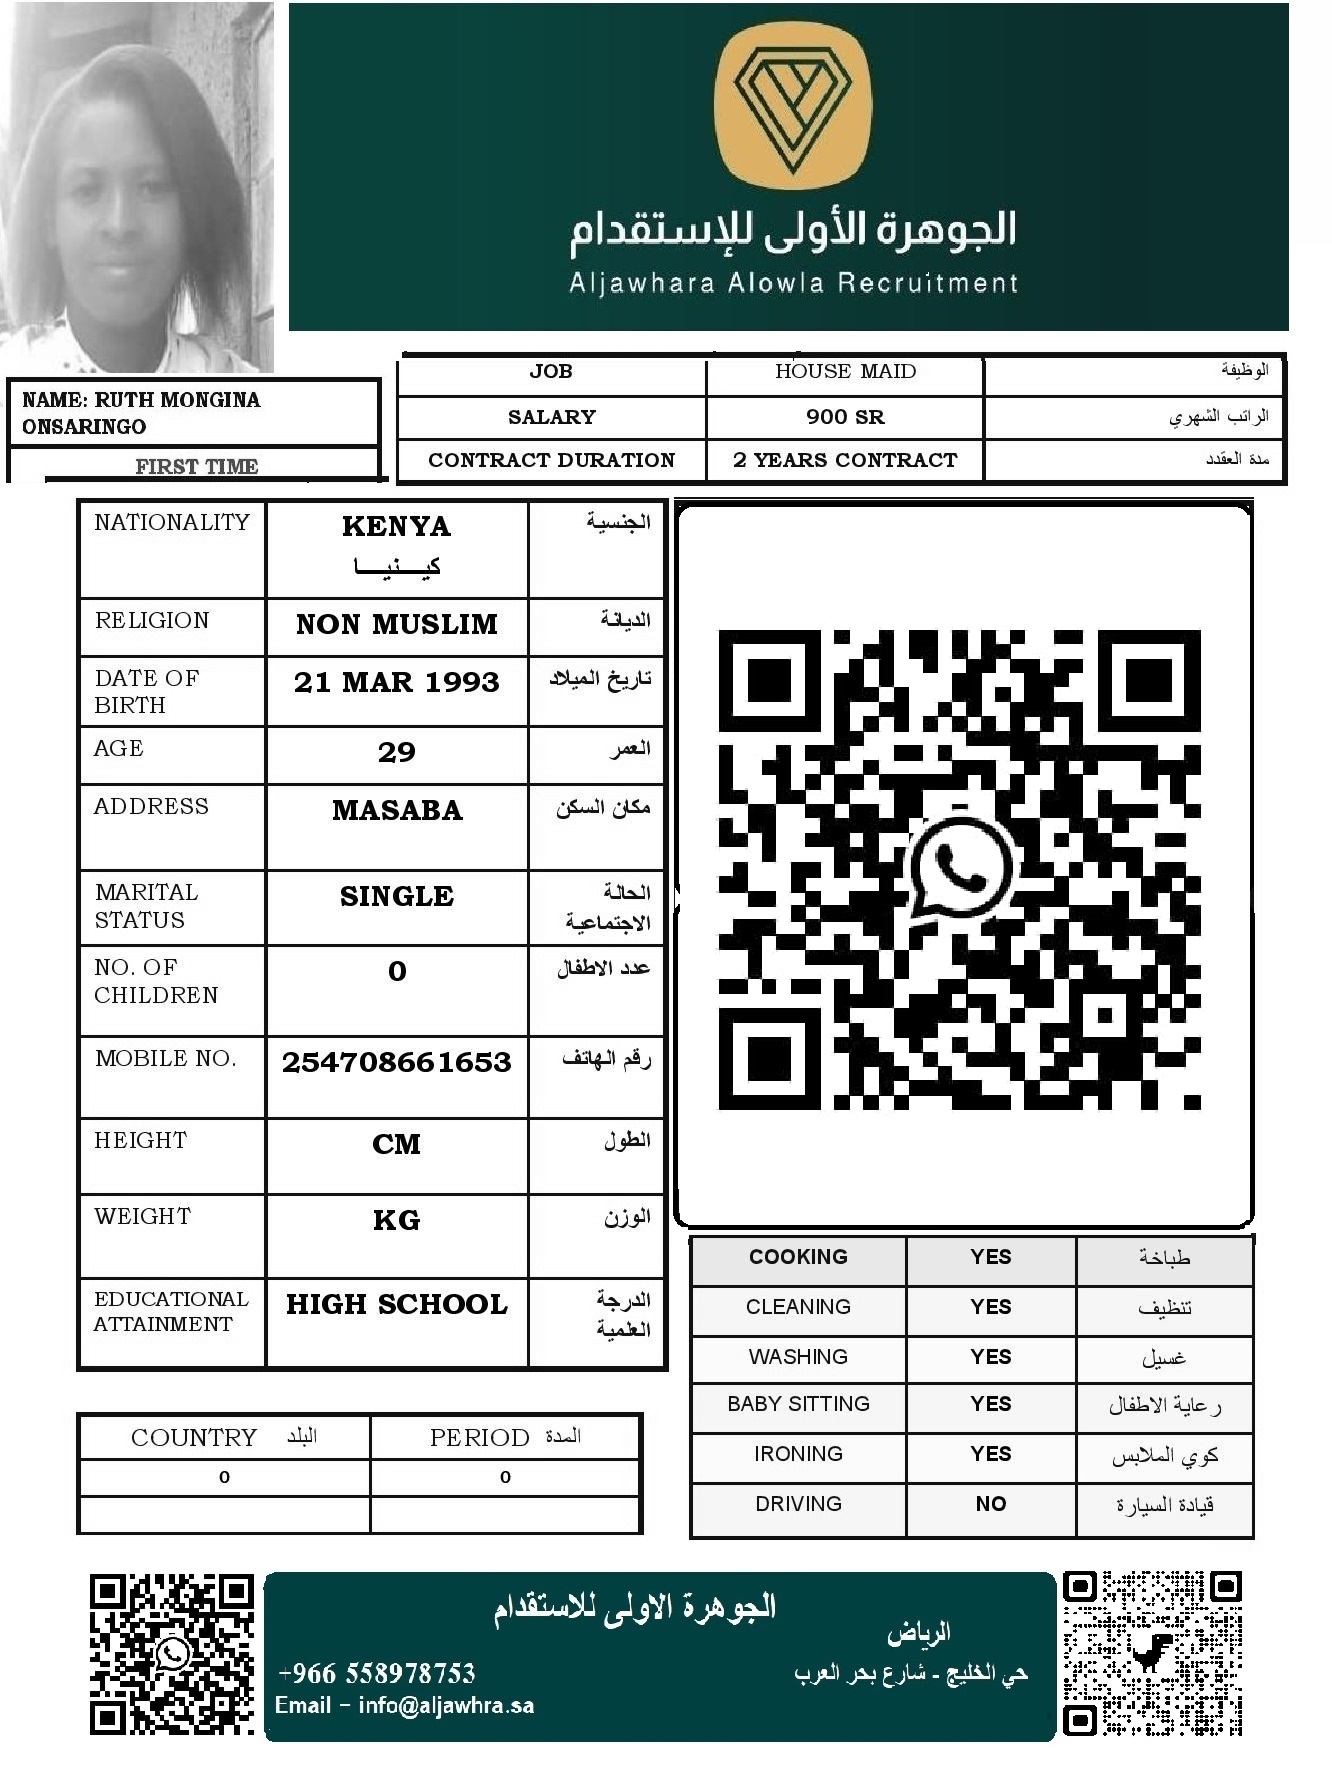 الجوهرة الأولى للإستقدام
Aljawhara Alowla Recruitment
NAME: RUTH MONGINA
ONSARINGO
FIRST TIME
JOB HOUSE MAID الوظيفة
SALARY 900 SR الراتب الشهري
CONTRACT DURATION 2 YEARS CONTRACT مدة العقدد
NATIONALITY KENYA الجنسية
كيـــنيـــا
RELIGION NON MUSLIM الديانة
DATE OF BIRTH 21 MAR 1993 تاريخ الميلاد
AGE 29 العمر
ADDRESS MASABA مكان السكن
MARITAL STATUS SINGLE الحالة الاجتماعية
NO. OF CHILDREN 0 عدد الاطفال
MOBILE NO. 254708661653 رقم الهاتف
HEIGHT CM الطول
WEIGHT KG الوزن
EDUCATIONAL ATTAINMENT HIGH SCHOOL الدرجة العلمية
COOKING YES طباخة
CLEANING YES تنظيف
WASHING YES غسيل
BABY SITTING YES رعاية الاطفال
IRONING YES كوي الملابس
DRIVING NO قيادة السيارة
COUNTRY البلد PERIOD المدة
0 0
الجوهرة الاولى للاستقدام
الرياض
حي الخليج - شارع بحر العرب
+966 558978753
Email – info@aljawhra.sa